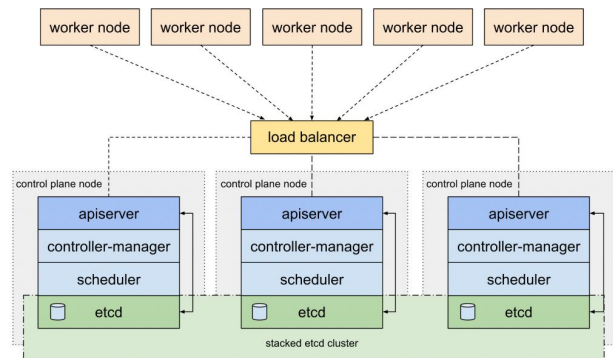 worker node
worker node
worker node
worker node
worker node
load balancer
control plane node
control plane node
control plane node
apiserver
apiserver
apiserver
controller-manager
controller-manager
controller-manager
scheduler
scheduler
scheduler
etcd
etcd
etcd
stacked etcd cluster